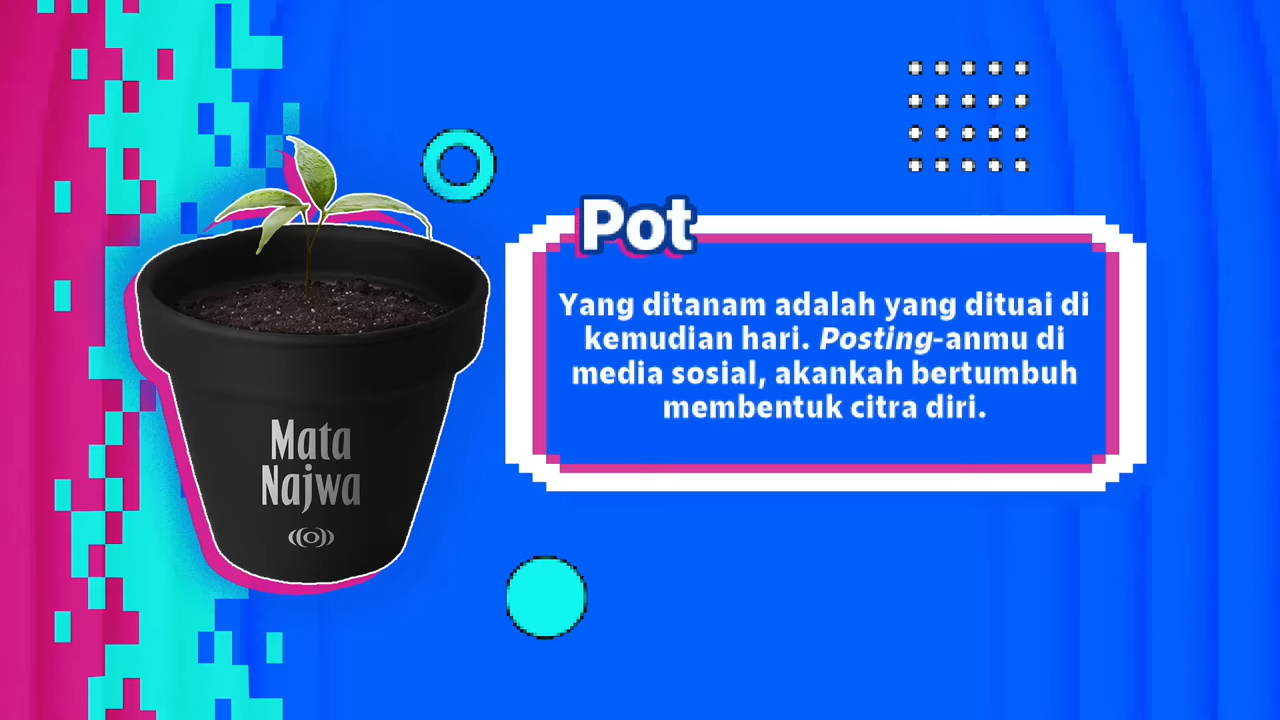 Pot
Yang ditanam adalah yang dituai di
kemudian hari. Posting-anmu di
media sosial, akankah bertumbuh
membentuk citra diri.
Mata
Najwa